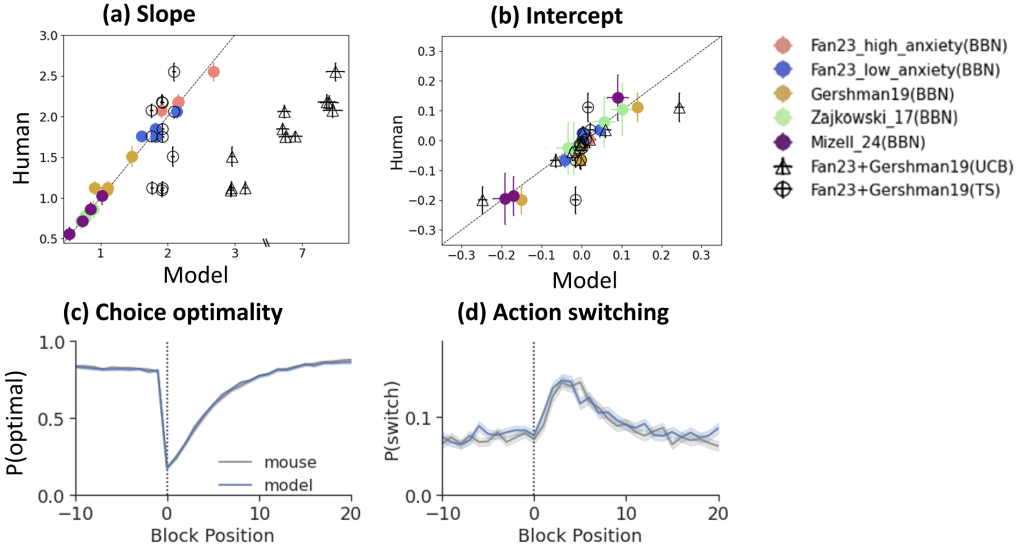 (a) Slope
Human
3.0
2.5
2.0
1.5
1.0
0.5
1
2
3
7
Model
(b) Intercept
Human
0.3
0.2
0.1
0.0
−0.1
−0.2
−0.3
−0.3
−0.2
−0.1
0.0
0.1
0.2
0.3
Model
Fan23_high_anxiety(BBN)
Fan23_low_anxiety(BBN)
Gershman19(BBN)
Zajkowski_17(BBN)
Mizell_24(BBN)
Fan23+Gershman19(UCB)
Fan23+Gershman19(TS)
(c) Choice optimality
P(optimal)
1.0
0.5
0.0
mouse
model
−10
0
10
20
Block Position
(d) Action switching
P(switch)
0.1
0.0
−10
0
10
20
Block Position